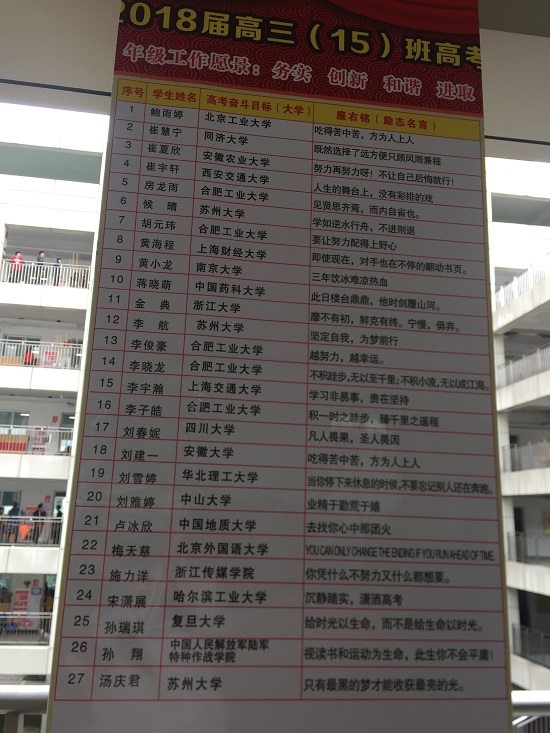 2018届高三（15）班高考
年级工作愿景：务实 创新 和谐 进取
序号 学生姓名 高考奋斗目标（大学） 座右铭（励志名言）
1 鲍雨婷 北京工业大学 吃得苦中苦，方为人上人
2 崔慧宁 同济大学 既然选择了远方便只顾风雨兼程
3 崔夏欣 安徽农业大学 努力再努力呀！不让自己后悔就行！
4 崔宇轩 西安交通大学 人生的舞台上，没有彩排的戏
5 房龙雨 合肥工业大学 见贤思齐焉，而内自省也。
6 候晴 苏州大学 学如逆水行舟，不进则退
7 胡元玮 合肥工业大学 要让努力配得上野心
8 黄海程 上海财经大学 即使现在，对手也在不停的翻动书页。
9 黄小龙 南京大学 三年饮冰难凉热血
10 蒋晓萌 中国药科大学 此日楼台鼎鼎，他时剑履山河。
11 金典 浙江大学 靡不有初，鲜克有终。宁慢，毋弃。
12 李航 苏州大学 坚定自我，为梦前行
13 李俊豪 合肥工业大学 越努力，越幸运。
14 李晓龙 合肥工业大学 不积跬步，无以至千里；不积小流，无以成江海。
15 李宇瀚 上海交通大学 学习非易事，贵在坚持
16 李子皓 合肥工业大学 积一时之跬步，臻千里之遥程
17 刘春妮 四川大学 凡人畏果，圣人畏因
18 刘建一 安徽大学 吃得苦中苦，方为人上人
19 刘雪婷 华北理工大学 当你停下来休息的时候，不要忘记别人还在奔跑。
20 刘雅婷 中山大学 业精于勤荒于嬉
21 卢冰欣 中国地质大学 去找你心中那团火
22 梅天慈 北京外国语大学 YOU CAN ONLY CHANGE THE ENDING IF YOU RUN AHEAD OF TIME.
23 施力洋 浙江传媒学院 你凭什么不努力又什么都想要。
24 宋潇展 哈尔滨工业大学 沉静踏实，潇洒高考
25 孙瑞琪 复旦大学 给时光以生命，而不是给生命以时光。
26 孙翔 中国人民解放军陆军特种作战学院 视读书和运动为生命，此生你不会平庸！
27 汤庆君 苏州大学 只有最黑的梦才能收获最亮的光。